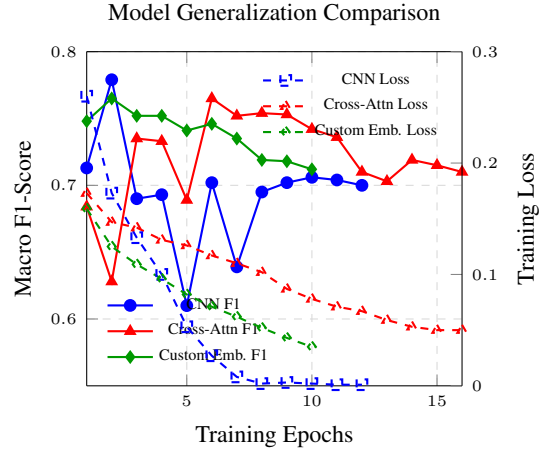 Model Generalization Comparison
0.8
0.7
0.6
Macro F1-Score
0.3
0.2
0.1
0
Training Loss
CNN Loss
Cross-Attn Loss
Custom Emb. Loss
CNN F1
Cross-Attn F1
Custom Emb. F1
5
10
15
Training Epochs